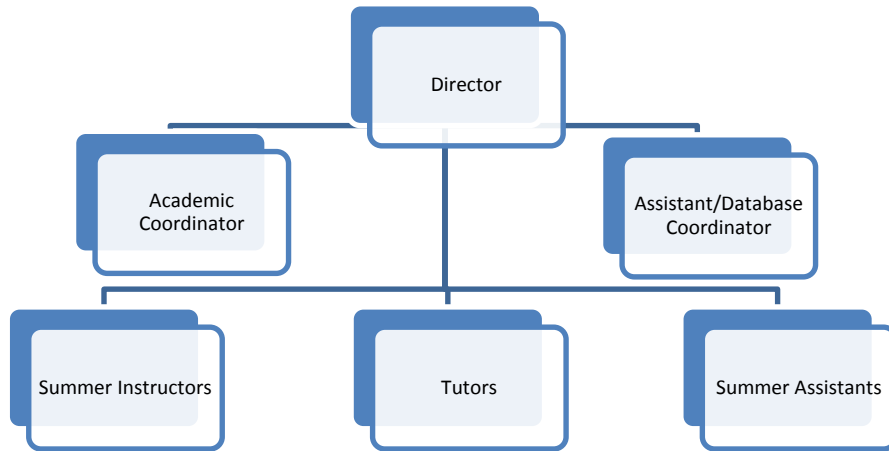 Director
Academic
Coordinator
Assistant/Database
Coordinator
Summer Instructors
Tutors
Summer Assistants